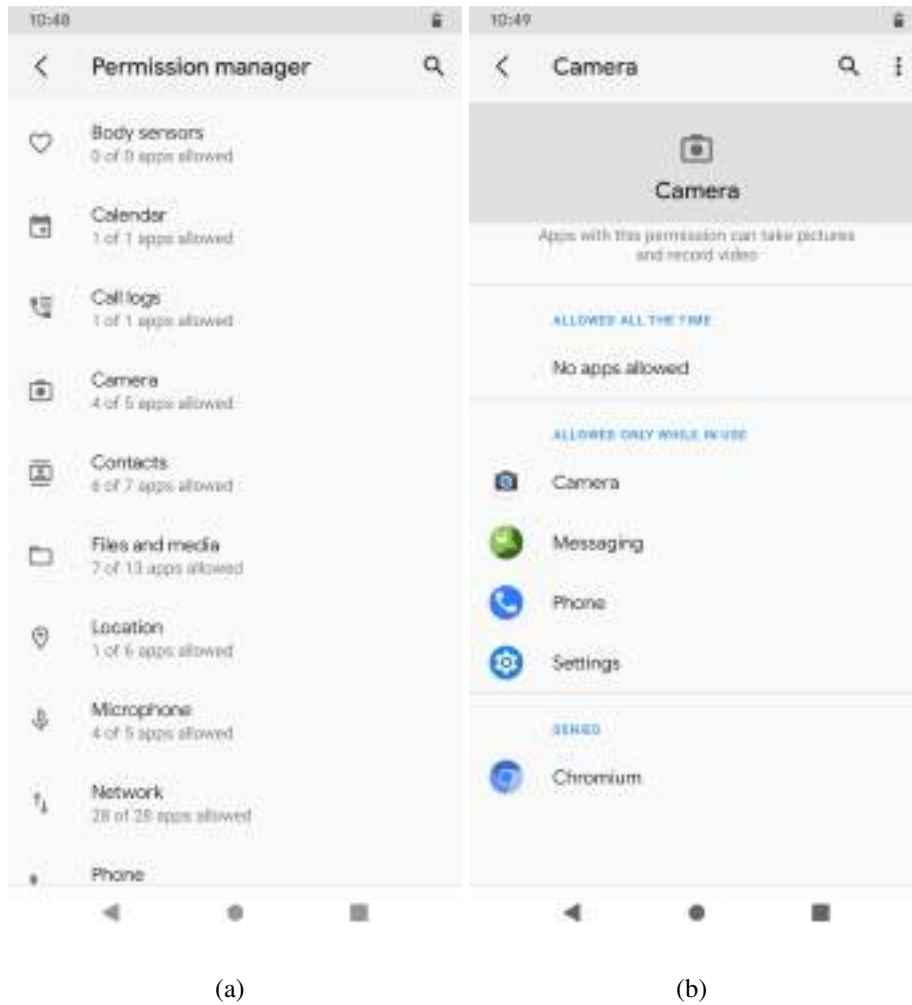 10:48
Permission manager
Body sensors
0 of 0 apps allowed
Calendar
1 of 1 apps allowed
Call logs
1 of 1 apps allowed
Camera
4 of 5 apps allowed
Contacts
6 of 7 apps allowed
Files and media
7 of 13 apps allowed
Location
1 of 6 apps allowed
Microphone
4 of 5 apps allowed
Network
28 of 28 apps allowed
Phone
(a)
10:49
Camera
Camera
Apps with this permission can take pictures
and record video
ALLOWED ALL THE TIME
No apps allowed
ALLOWED ONLY WHILE IN USE
Camera
Messaging
Phone
Settings
DENIED
Chromium
(b)